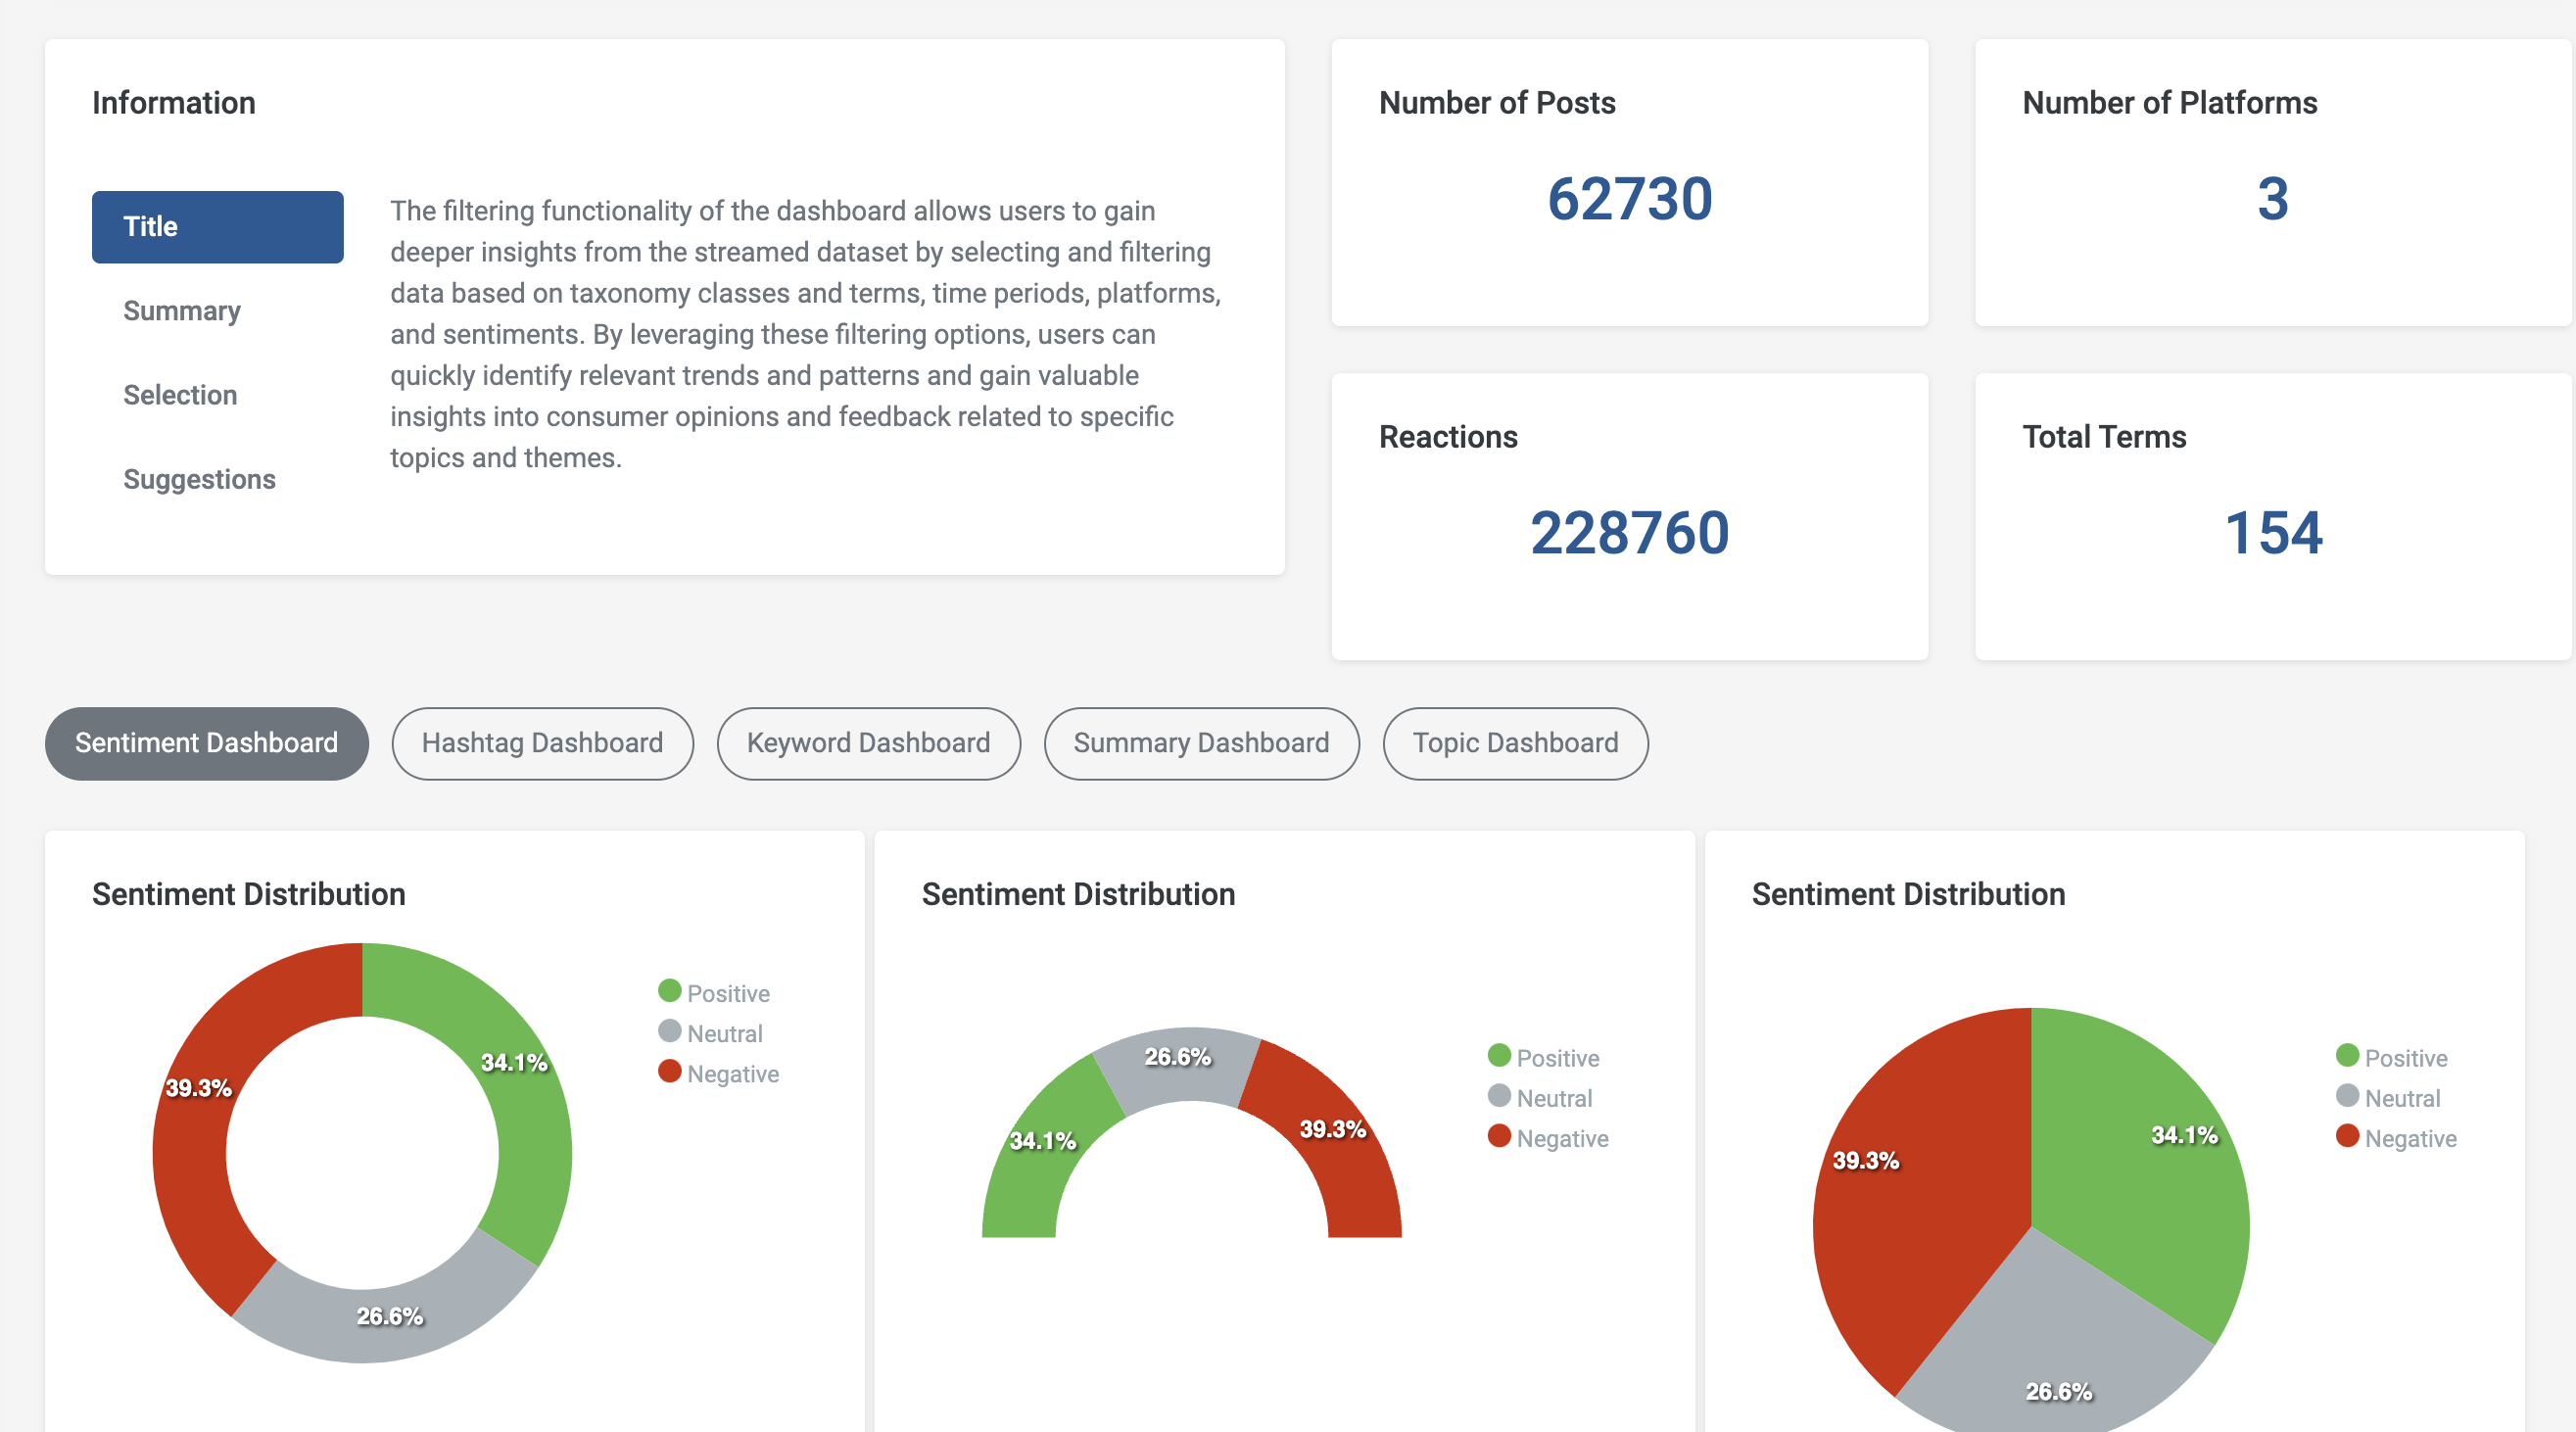 Information
Title
Summary
Selection
Suggestions
The filtering functionality of the dashboard allows users to gain
deeper insights from the streamed dataset by selecting and filtering
data based on taxonomy classes and terms, time periods, platforms,
and sentiments. By leveraging these filtering options, users can
quickly identify relevant trends and patterns and gain valuable
insights into consumer opinions and feedback related to specific
topics and themes.
Number of Posts
62730
Number of Platforms
3
Reactions
228760
Total Terms
154
Sentiment Dashboard
Hashtag Dashboard
Keyword Dashboard
Summary Dashboard
Topic Dashboard
Sentiment Distribution
34.1%
39.3%
26.6%
Positive
Neutral
Negative
Sentiment Distribution
26.6%
34.1%
39.3%
Positive
Neutral
Negative
Sentiment Distribution
34.1%
39.3%
26.6%
Positive
Neutral
Negative